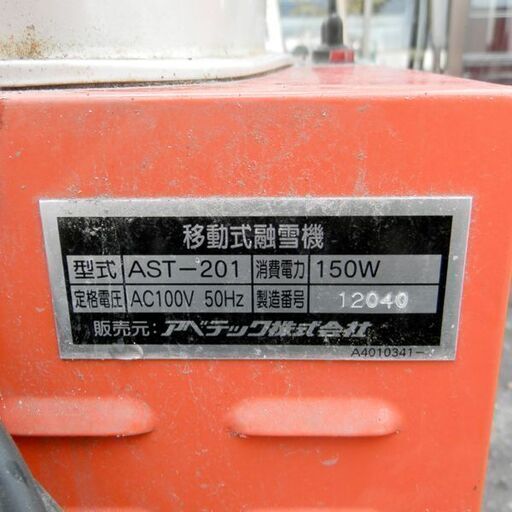 移動式融雪機
型式 AST-201 消費電力 150W
定格電圧 AC100V 50Hz 製造番号 12040
販売元: アベテック株式会社
A4010341-